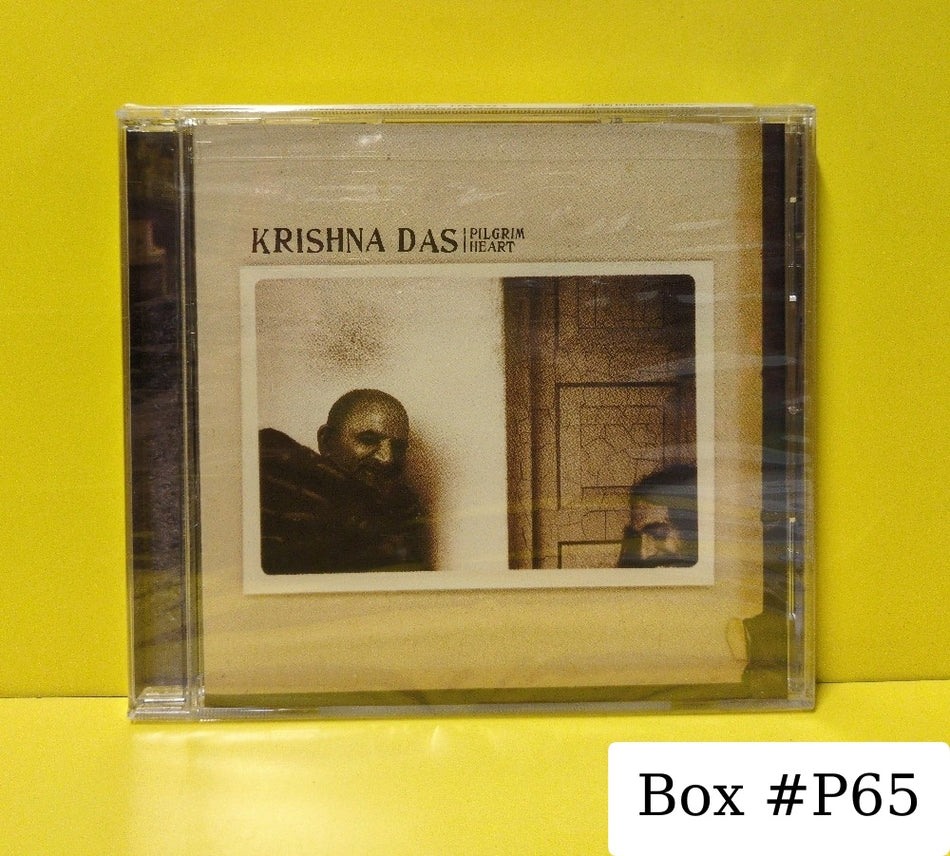 KRISHNA DAS
PILGRIM
HEART
Box #P65